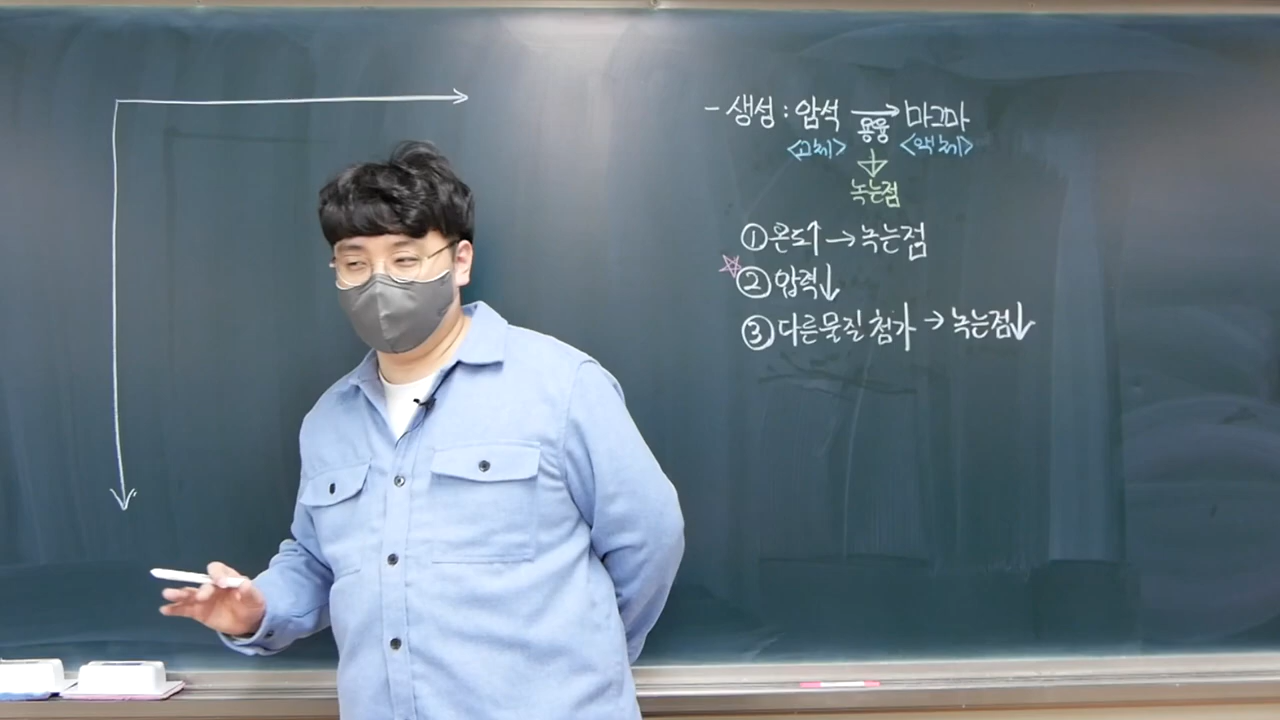 - 생성 : 암석 → 마그마
용융
<고체> <액체>
↓
녹는점
① 온도↑ → 녹는점
☆② 압력↓
③ 다른 물질 첨가 → 녹는점↓